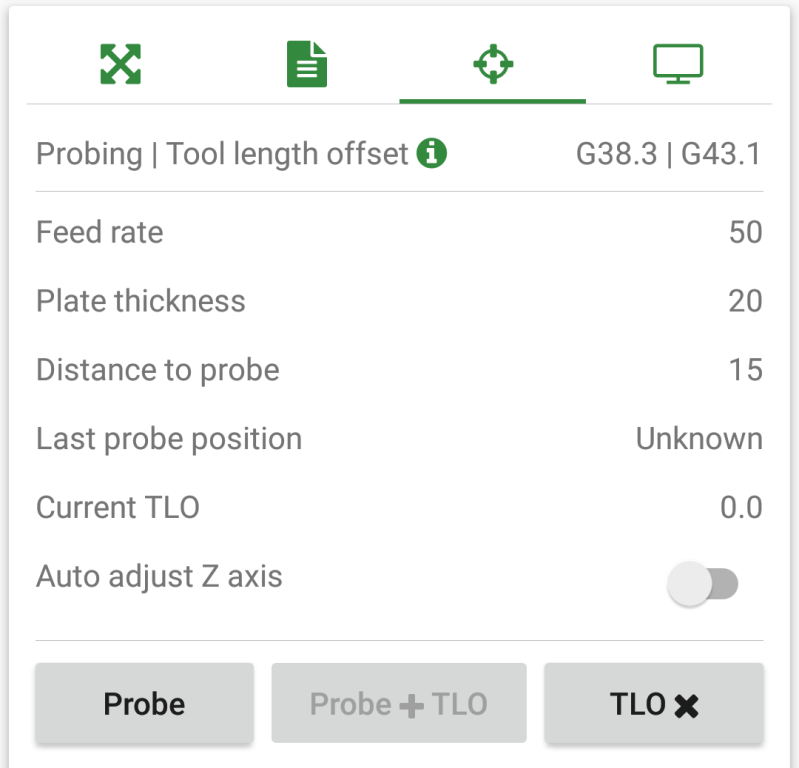 Probing | Tool length offset G38.3 | G43.1
Feed rate 50
Plate thickness 20
Distance to probe 15
Last probe position Unknown
Current TLO 0.0
Auto adjust Z axis
Probe Probe + TLO TLO ✖